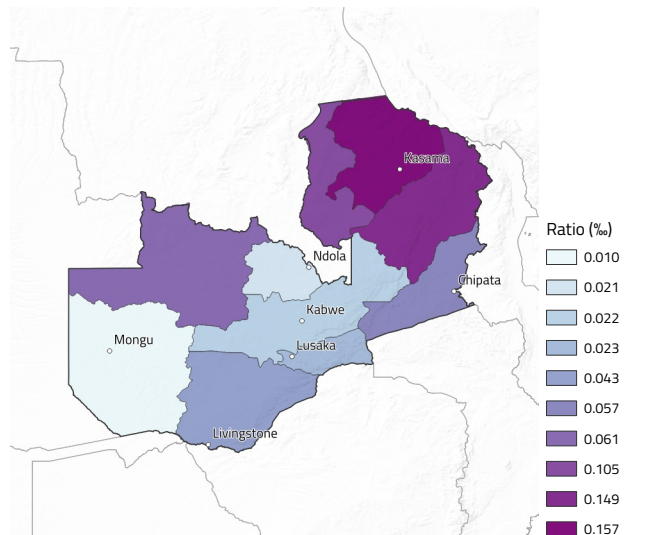 Kasama
Ndola
Chipata
Kabwe
Mongu
Lusaka
Livingstone
Ratio (‰)
0.010
0.021
0.022
0.023
0.043
0.057
0.061
0.105
0.149
0.157